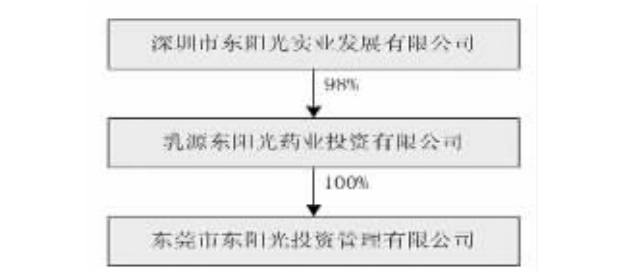 深圳市东阳光实业发展有限公司
98%
乳源东阳光药业投资有限公司
100%
东莞市东阳光投资管理有限公司